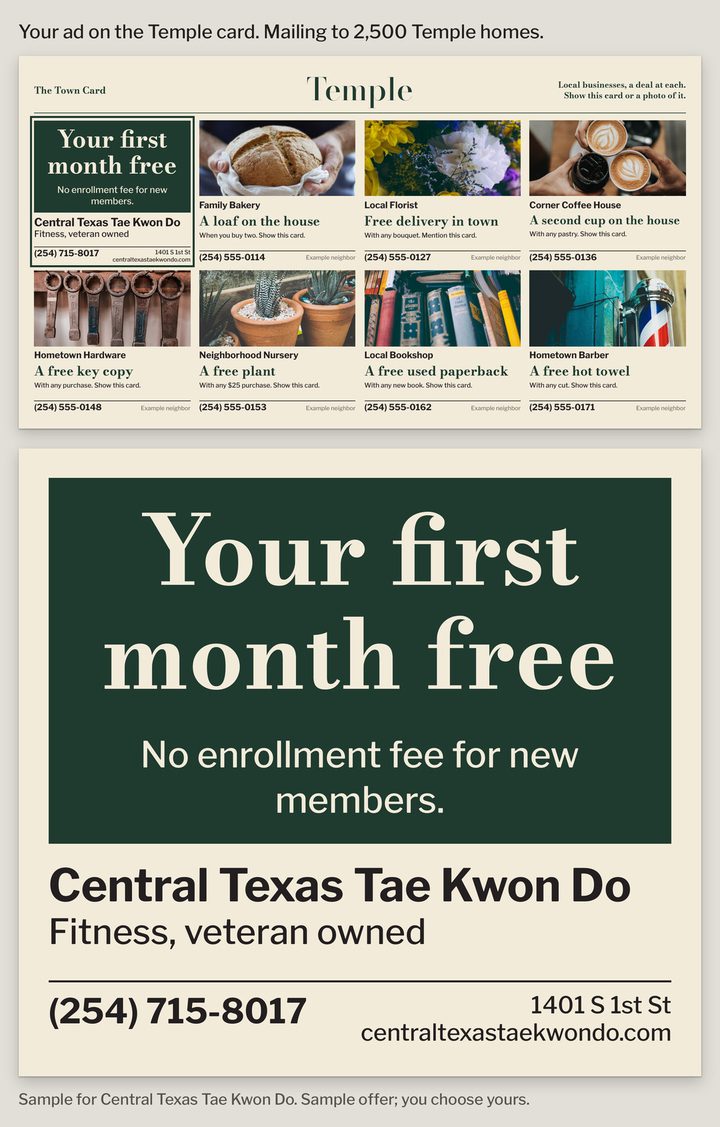 Your ad on the Temple card. Mailing to 2,500 Temple homes.
The Town Card
Temple
Local businesses, a deal at each.
Show this card or a photo of it.
Your first
month free
No enrollment fee for new
members.
Central Texas Tae Kwon Do
Fitness, veteran owned
(254) 715-8017
1401 S 1st St
centraltexastaekwondo.com
Family Bakery
A loaf on the house
When you buy two. Show this card.
(254) 555-0114
Example neighbor
Local Florist
Free delivery in town
With any bouquet. Mention this card.
(254) 555-0127
Example neighbor
Corner Coffee House
A second cup on the house
With any pastry. Show this card.
(254) 555-0136
Example neighbor
Hometown Hardware
A free key copy
With any purchase. Show this card.
(254) 555-0148
Example neighbor
Neighborhood Nursery
A free plant
With any $25 purchase. Show this card.
(254) 555-0153
Example neighbor
Local Bookshop
A free used paperback
With any new book. Show this card.
(254) 555-0162
Example neighbor
Hometown Barber
A free hot towel
With any cut. Show this card.
(254) 555-0171
Example neighbor
Your first
month free
No enrollment fee for new
members.
Central Texas Tae Kwon Do
Fitness, veteran owned
(254) 715-8017
1401 S 1st St
centraltexastaekwondo.com
Sample for Central Texas Tae Kwon Do. Sample offer; you choose yours.